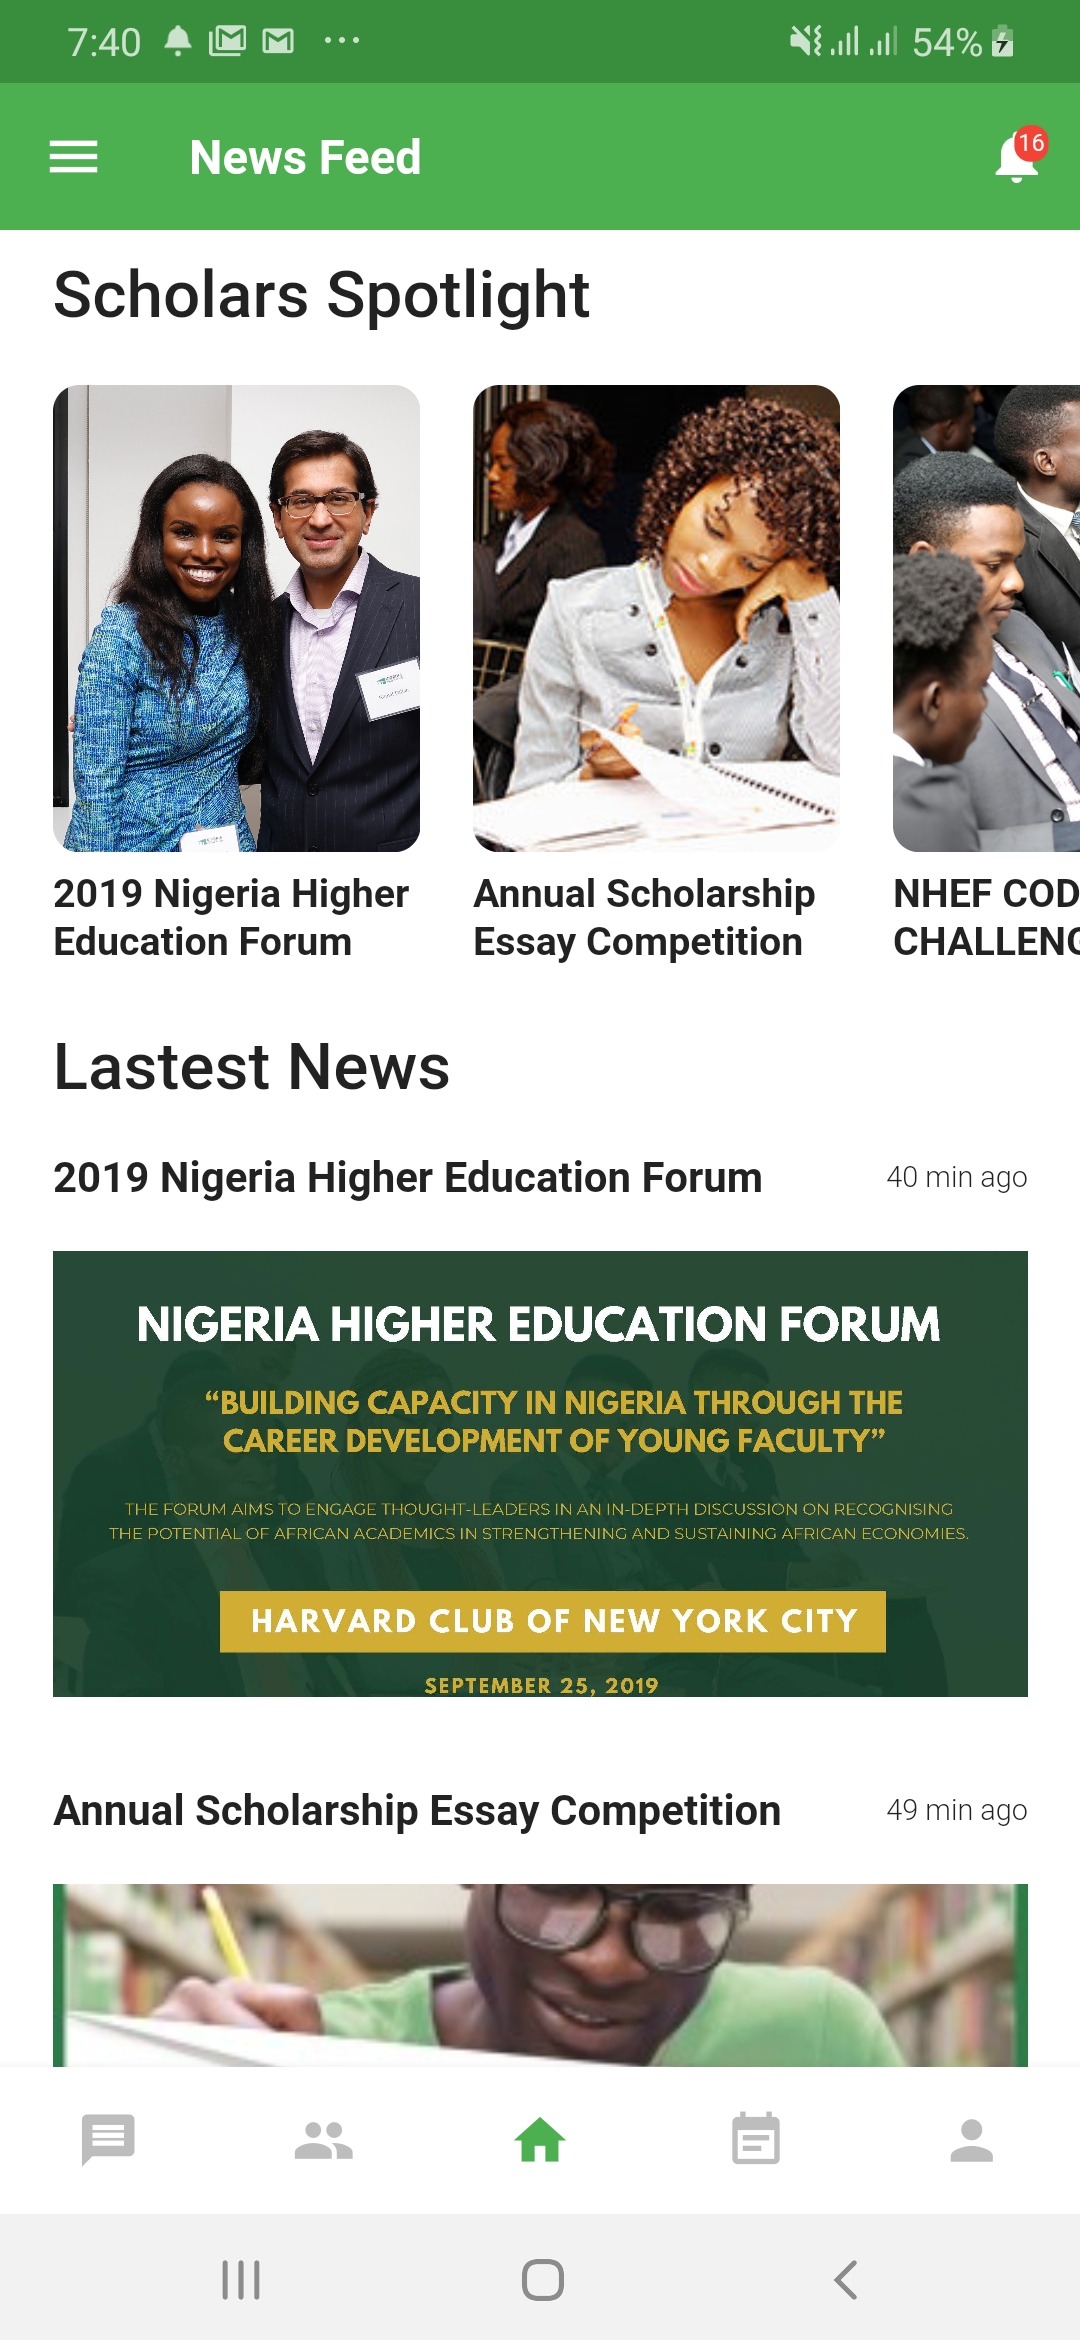 7:40
54%
News Feed
16
Scholars Spotlight
2019 Nigeria Higher
Education Forum
Annual Scholarship
Essay Competition
NHEF COD
CHALLENG
Lastest News
2019 Nigeria Higher Education Forum
40 min ago
NIGERIA HIGHER EDUCATION FORUM
“BUILDING CAPACITY IN NIGERIA THROUGH THE
CAREER DEVELOPMENT OF YOUNG FACULTY”
THE FORUM AIMS TO ENGAGE THOUGHT-LEADERS IN AN IN-DEPTH DISCUSSION ON RECOGNISING
THE POTENTIAL OF AFRICAN ACADEMICS IN STRENGTHENING AND SUSTAINING AFRICAN ECONOMIES.
HARVARD CLUB OF NEW YORK CITY
SEPTEMBER 25, 2019
Annual Scholarship Essay Competition
49 min ago